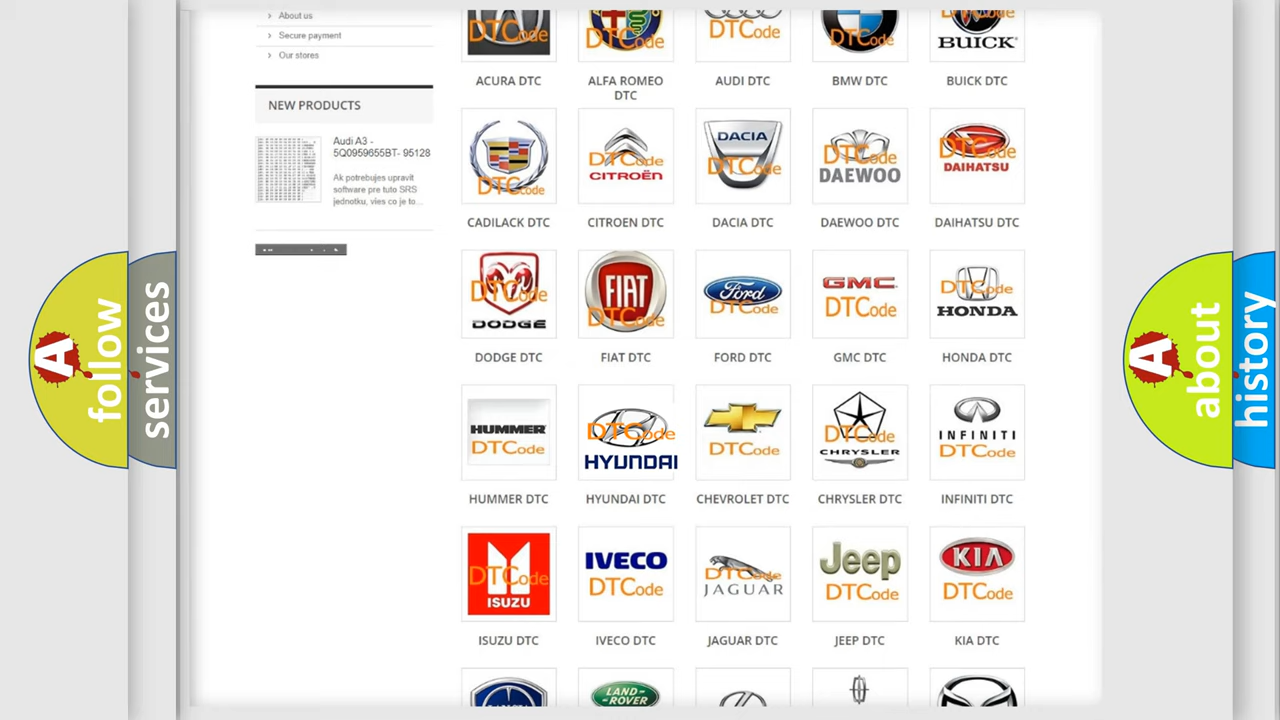 About us
Secure payment
Our stores
NEW PRODUCTS
Audi A3 -
5Q0959655BT- 95128
Ak potrebujes upravit
software pre tuto SRS
jednotku, vies co je to...
A
follow
services
DTCode
DTCode
DTCode
DTCode
BUICK
ACURA DTC
ALFA ROMEO
DTC
AUDI DTC
BMW DTC
BUICK DTC
DTCode
DTCode
CITROËN
DACIA
DTCode
DTCode
DAEWOO
DTCode
DAIHATSU
CADILACK DTC
CITROEN DTC
DACIA DTC
DAEWOO DTC
DAIHATSU DTC
DTCode
DODGE
FIAT
DTCode
Ford
DTCode
GMC
DTCode
DTCode
HONDA
DODGE DTC
FIAT DTC
FORD DTC
GMC DTC
HONDA DTC
HUMMER
DTCode
DTCode
HYUNDAI
DTCode
DTCode
CHRYSLER
INFINITI
DTCode
HUMMER DTC
HYUNDAI DTC
CHEVROLET DTC
CHRYSLER DTC
INFINITI DTC
DTCode
ISUZU
IVECO
DTCode
DTCode
JAGUAR
Jeep
DTCode
KIA
DTCode
ISUZU DTC
IVECO DTC
JAGUAR DTC
JEEP DTC
KIA DTC
LAND-
ROVER
A
about
history